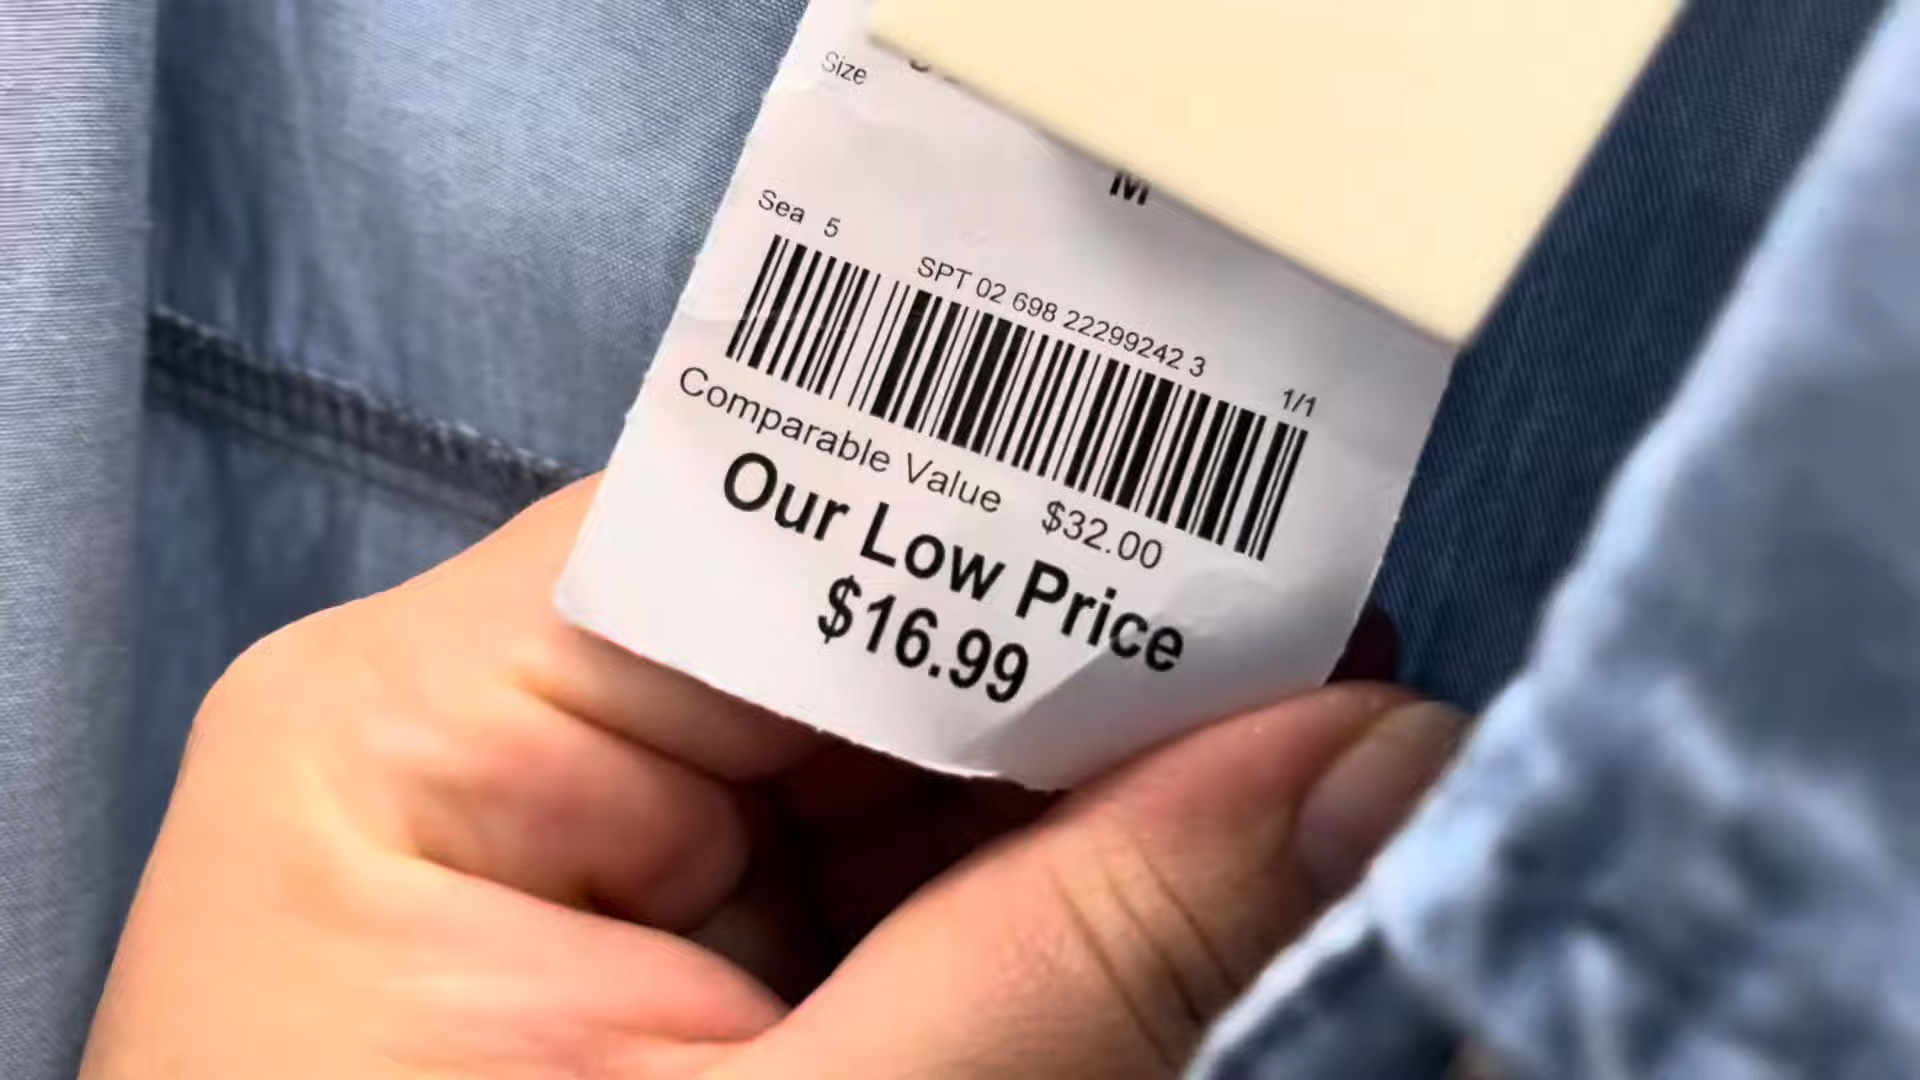 Size
M
Sea 5
SPT 02 698 22299242 3
1/1
Comparable Value $32.00
Our Low Price
$16.99